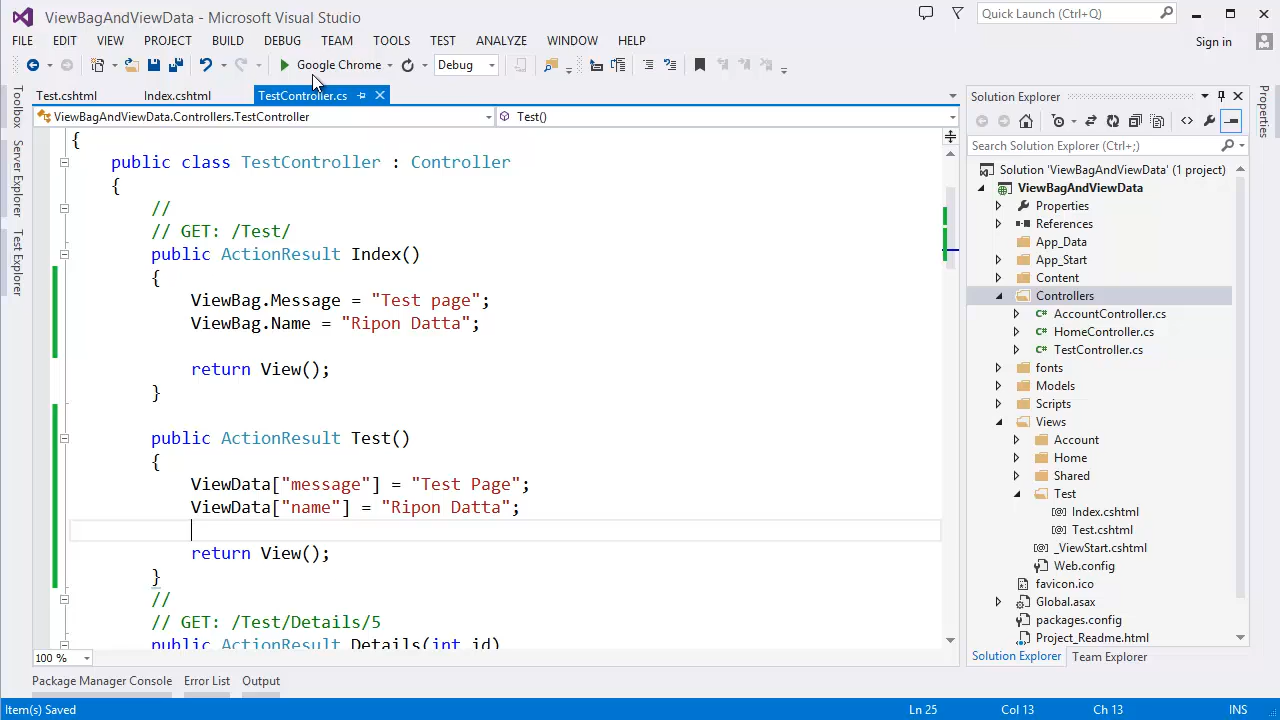 ViewBagAndViewData - Microsoft Visual Studio
Quick Launch (Ctrl+Q)
FILE EDIT VIEW PROJECT BUILD DEBUG TEAM TOOLS TEST ANALYZE WINDOW HELP
Sign in
Google Chrome
Debug
Test.cshtml
Index.cshtml
TestController.cs
ViewBagAndViewData.Controllers.TestController
Test()
Toolbox
Server Explorer
Test Explorer
{
public class TestController : Controller
{
//
// GET: /Test/
public ActionResult Index()
{
ViewBag.Message = "Test page";
ViewBag.Name = "Ripon Datta";
return View();
}
public ActionResult Test()
{
ViewData["message"] = "Test Page";
ViewData["name"] = "Ripon Datta";
return View();
}
//
// GET: /Test/Details/5
public ActionResult Details(int id)
100 %
Solution Explorer
Search Solution Explorer (Ctrl+;)
Solution 'ViewBagAndViewData' (1 project)
ViewBagAndViewData
Properties
References
App_Data
App_Start
Content
Controllers
AccountController.cs
HomeController.cs
TestController.cs
fonts
Models
Scripts
Views
Account
Home
Shared
Test
Index.cshtml
Test.cshtml
_ViewStart.cshtml
Web.config
favicon.ico
Global.asax
packages.config
Project_Readme.html
Solution Explorer
Team Explorer
Properties
Package Manager Console
Error List
Output
Item(s) Saved
Ln 25
Col 13
Ch 13
INS